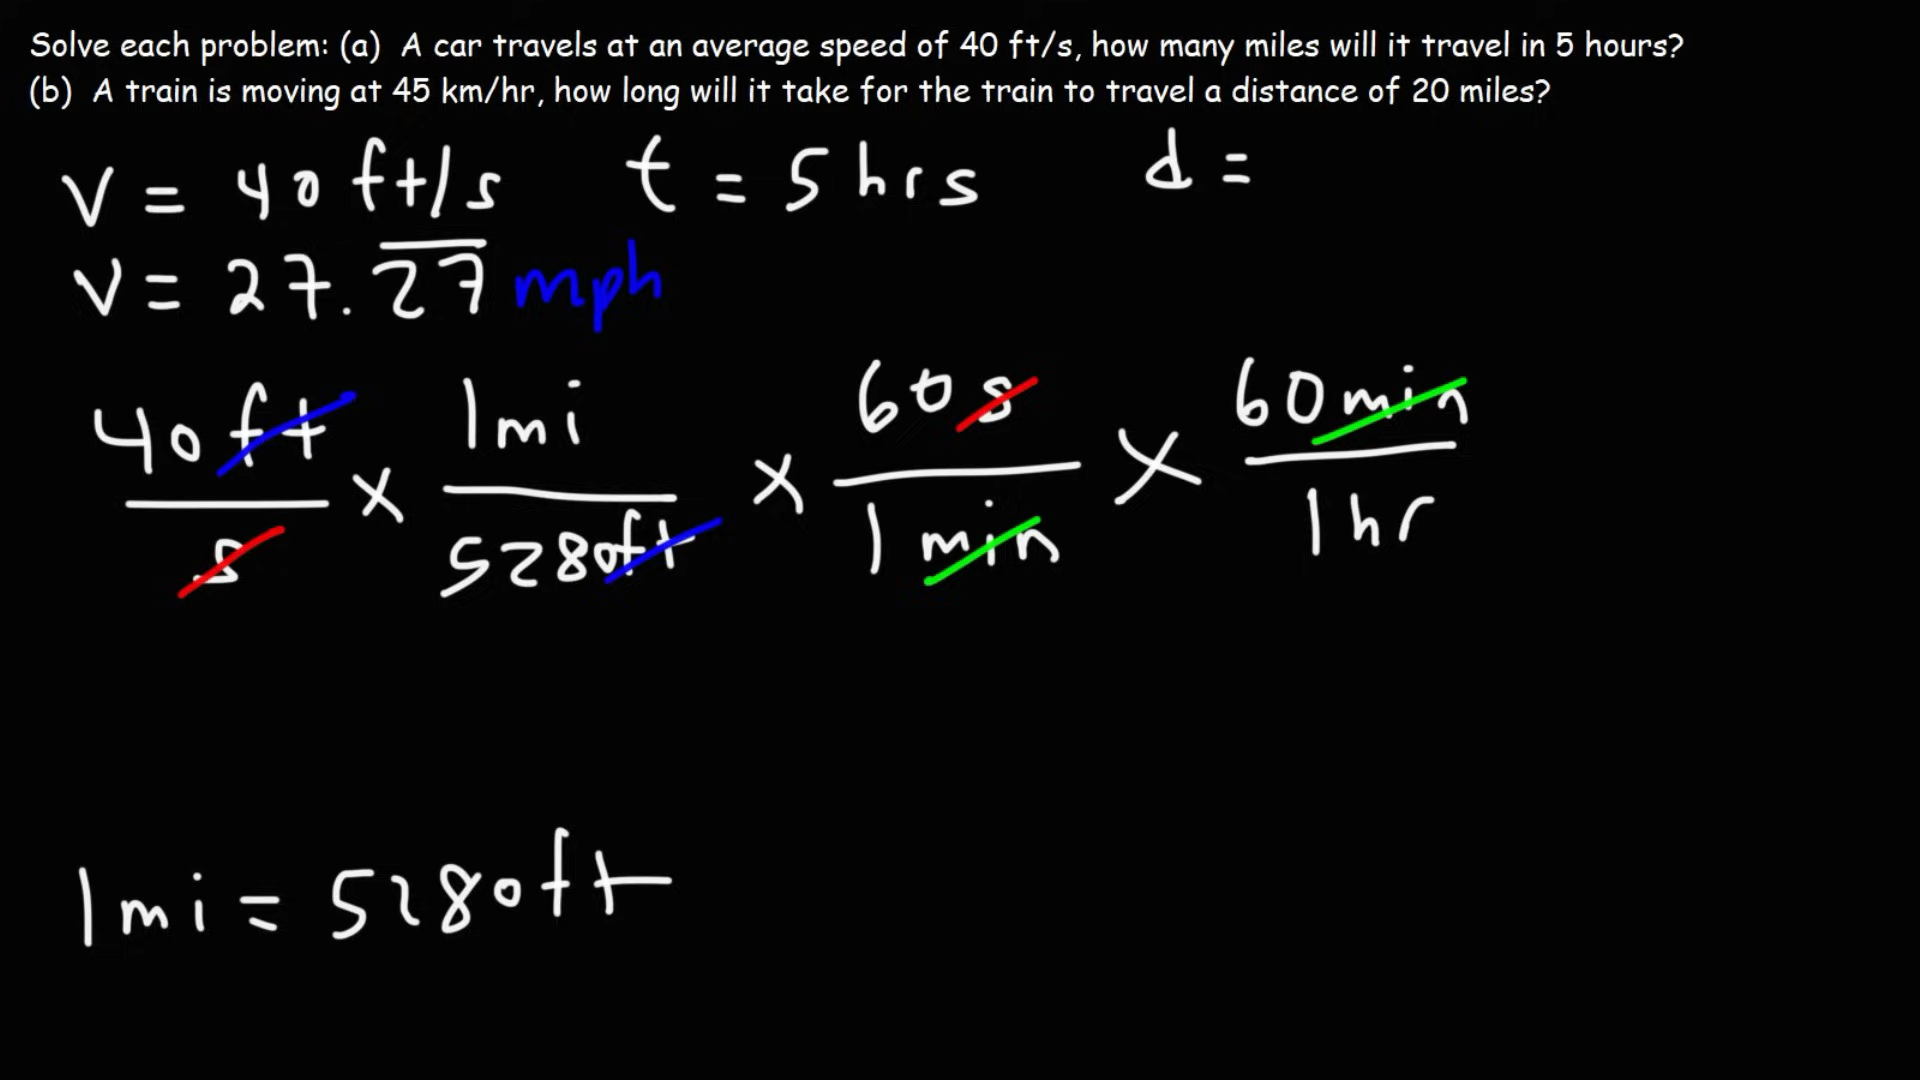 Solve each problem: (a) A car travels at an average speed of 40 ft/s, how many miles will it travel in 5 hours?
(b) A train is moving at 45 km/hr, how long will it take for the train to travel a distance of 20 miles?
V = 40 ft/s t = 5 hrs d =
V = 27.2̅7̅ mph
40 ft/s × 1 mi/5280 ft × 60 s/1 min × 60 min/1 hr
1 mi = 5280 ft